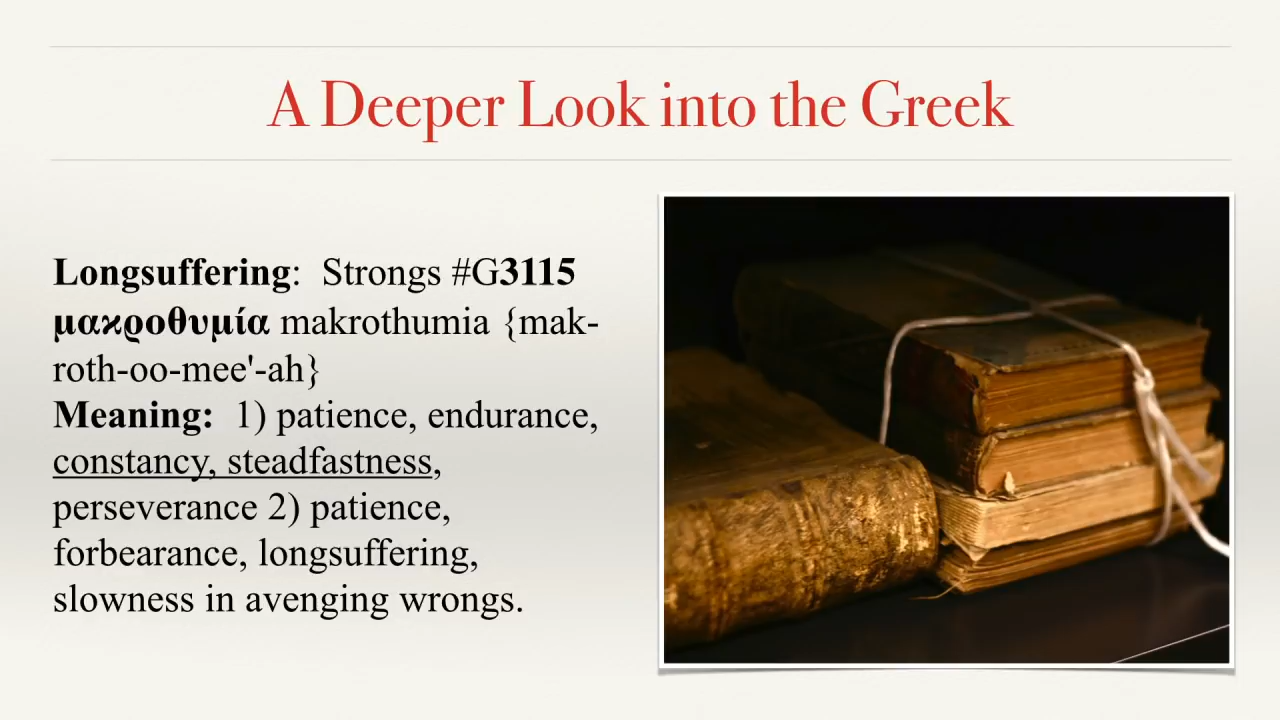 A Deeper Look into the Greek
Longsuffering:  Strongs #G3115
μακροθυμία makrothumia {mak-
roth-oo-mee'-ah}
Meaning:  1) patience, endurance,
constancy, steadfastness,
perseverance 2) patience,
forbearance, longsuffering,
slowness in avenging wrongs.